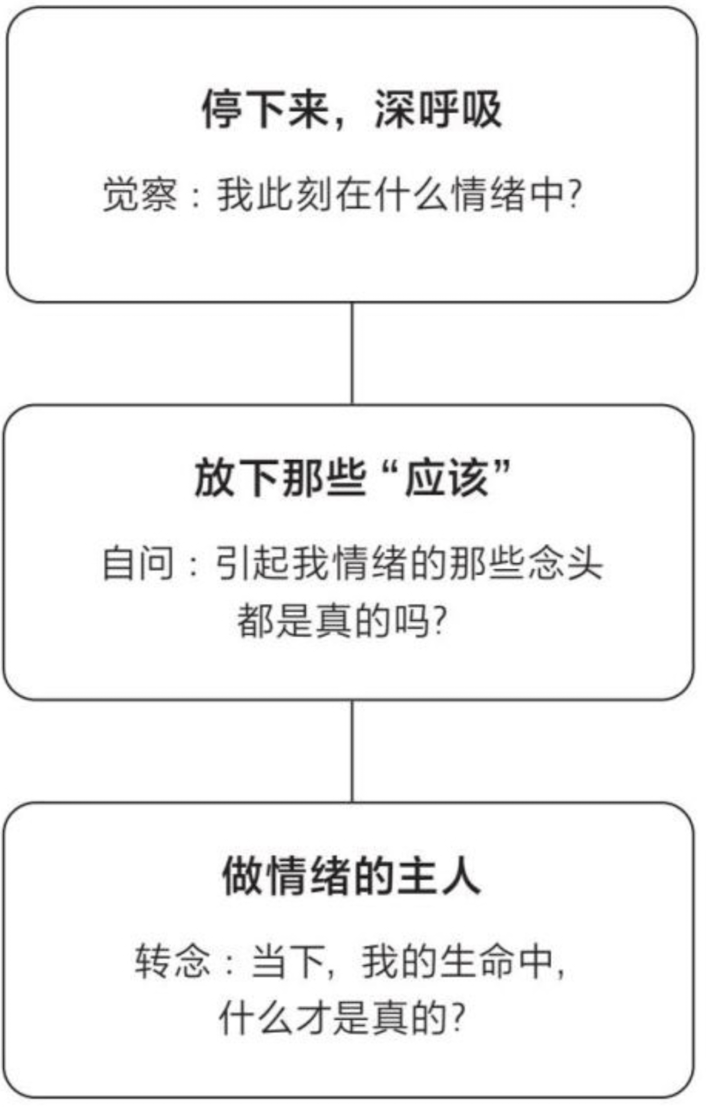 停下来，深呼吸
觉察：我此刻在什么情绪中?
放下那些“应该”
自问：引起我情绪的那些念头
都是真的吗?
做情绪的主人
转念：当下，我的生命中，
什么才是真的?